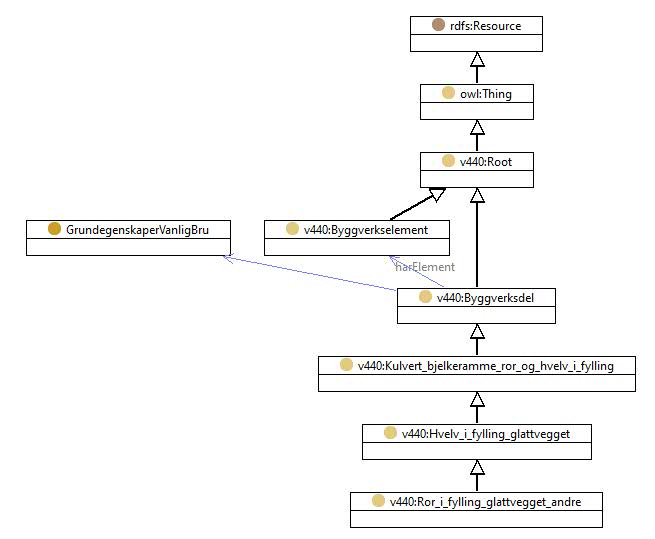 rdfs:Resource
owl:Thing
v440:Root
GrundegenskaperVanligBru
v440:Byggverkselement
harElement
v440:Byggverksdel
v440:Kulvert_bjelkeramme_ror_og_hvelv_i_fylling
v440:Hvelv_i_fylling_glattvegget
v440:Ror_i_fylling_glattvegget_andre